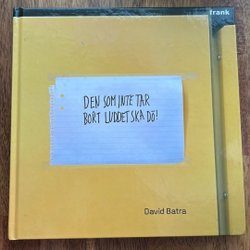 frank
DEN SOM INTE TAR
BORT LUDDET SKA DÖ!
David Batra